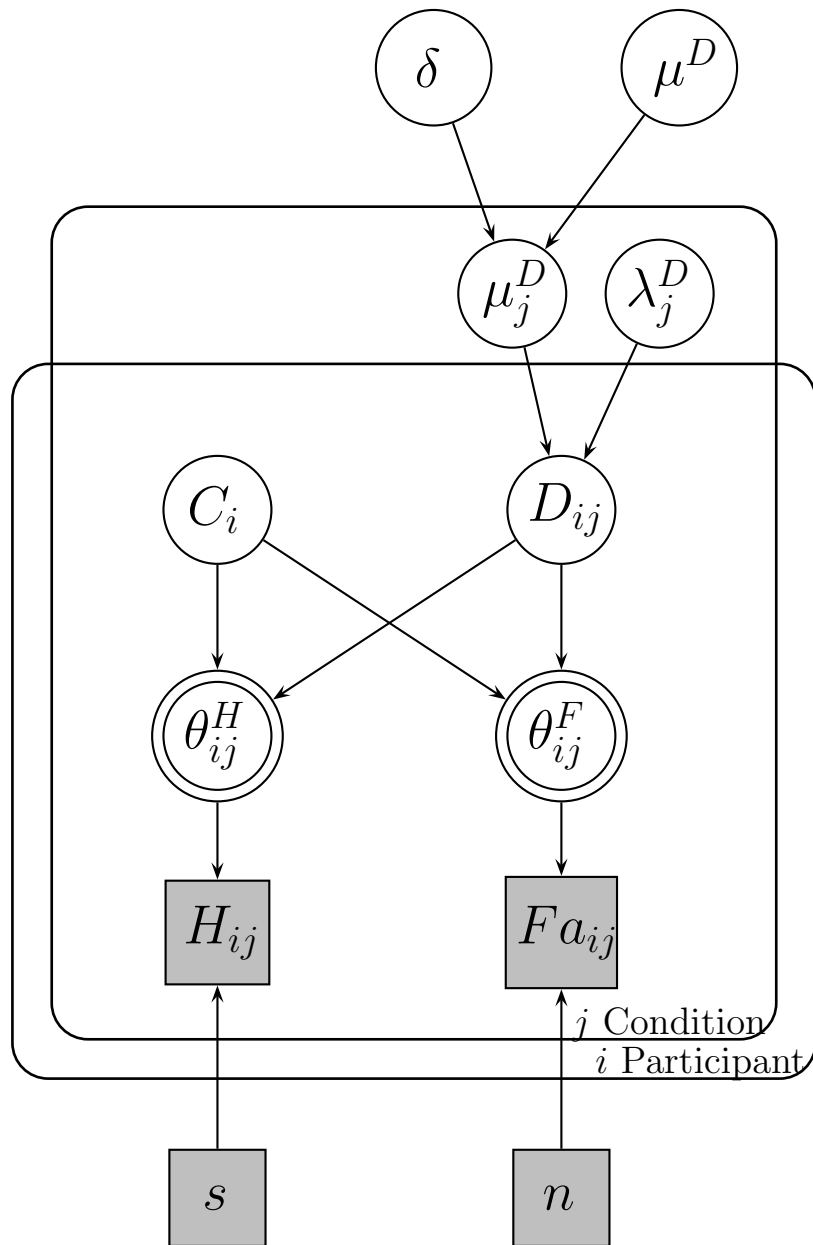 δ μ^D
μ_j^D λ_j^D
C_i D_ij
θ_ij^H θ_ij^F
H_ij Fa_ij
j Condition
i Participant
s n